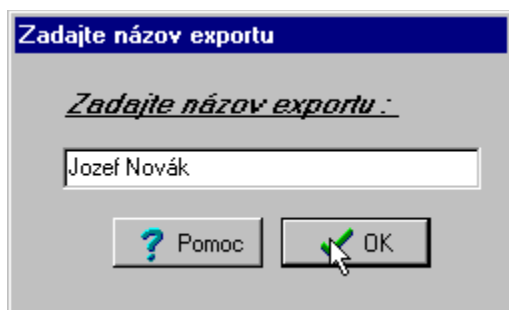 Zadajte názov exportu
Zadajte názov exportu :
Jozef Novák
Pomoc
OK